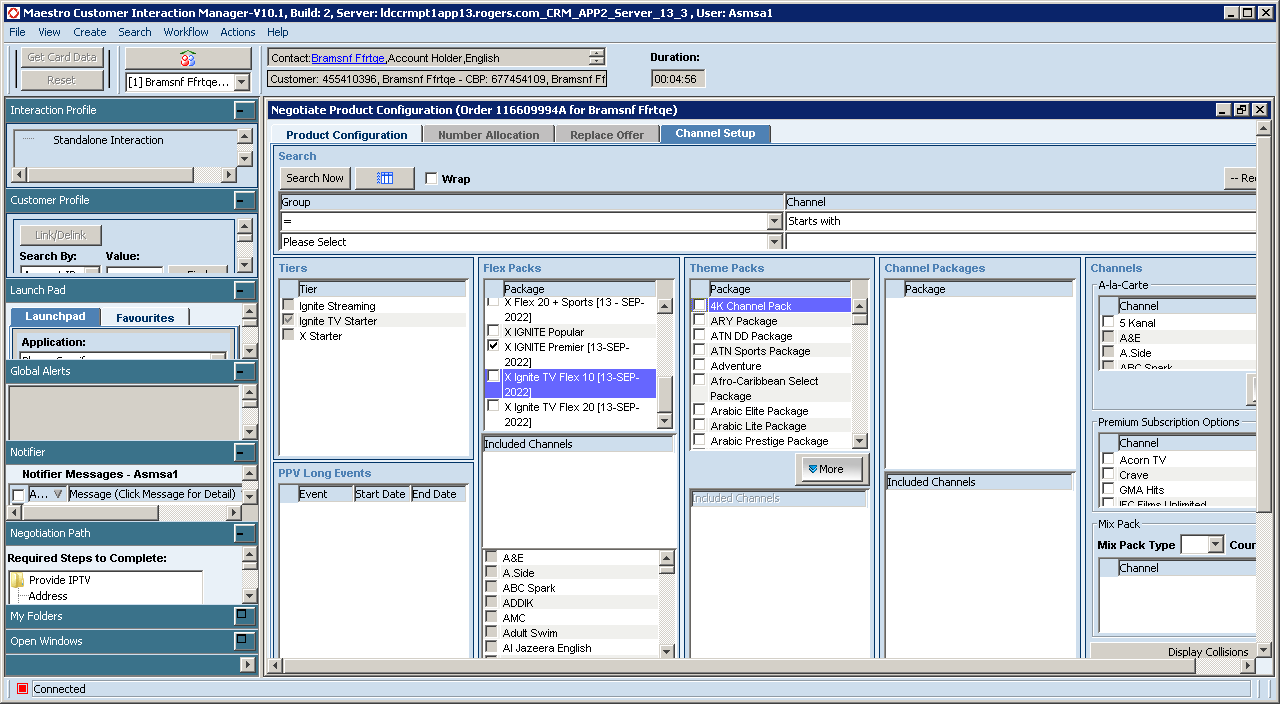 Maestro Customer Interaction Manager-V10.1, Build: 2, Server: ldccrmpt1app13.rogers.com_CRM_APP2_Server_13_3 , User: Asmsa1
File View Create Search Workflow Actions Help
Get Card Data
Reset
[1] Bramsnf Ffrtqe...
Contact: Bramsnf Ffrtqe,Account Holder,English
Customer: 455410396, Bramsnf Ffrtqe - CBP: 677454109, Bramsnf Ff
Duration:
00:04:56
Interaction Profile
Standalone Interaction
Customer Profile
Link/Delink
Search By: Value:
Launch Pad
Launchpad Favourites
Application:
Global Alerts
Notifier
Notifier Messages - Asmsa1
A... Message (Click Message for Detail)
Negotiation Path
Required Steps to Complete:
Provide IPTV
Address
My Folders
Open Windows
Negotiate Product Configuration (Order 116609994A for Bramsnf Ffrtqe)
Product Configuration Number Allocation Replace Offer Channel Setup
Search
Search Now Wrap -- Re
Group Channel
= Starts with
Please Select
Tiers
Tier
Ignite Streaming
Ignite TV Starter
X Starter
PPV Long Events
Event Start Date End Date
Flex Packs
Package
X Flex 20 + Sports [13 - SEP-
2022]
X IGNITE Popular
X IGNITE Premier [13-SEP-
2022]
X Ignite TV Flex 10 [13-SEP-
2022]
X Ignite TV Flex 20 [13-SEP-
2022]
Included Channels
A&E
A.Side
ABC Spark
ADDIK
AMC
Adult Swim
Al Jazeera English
Theme Packs
Package
4K Channel Pack
ARY Package
ATN DD Package
ATN Sports Package
Adventure
Afro-Caribbean Select
Package
Arabic Elite Package
Arabic Lite Package
Arabic Prestige Package
More
Included Channels
Channel Packages
Package
Included Channels
Channels
A-la-Carte
Channel
5 Kanal
A&E
A.Side
ABC Spark
Premium Subscription Options
Channel
Acorn TV
Crave
GMA Hits
IFC Films Unlimited
Mix Pack
Mix Pack Type Cour
Channel
Display Collisions
Connected